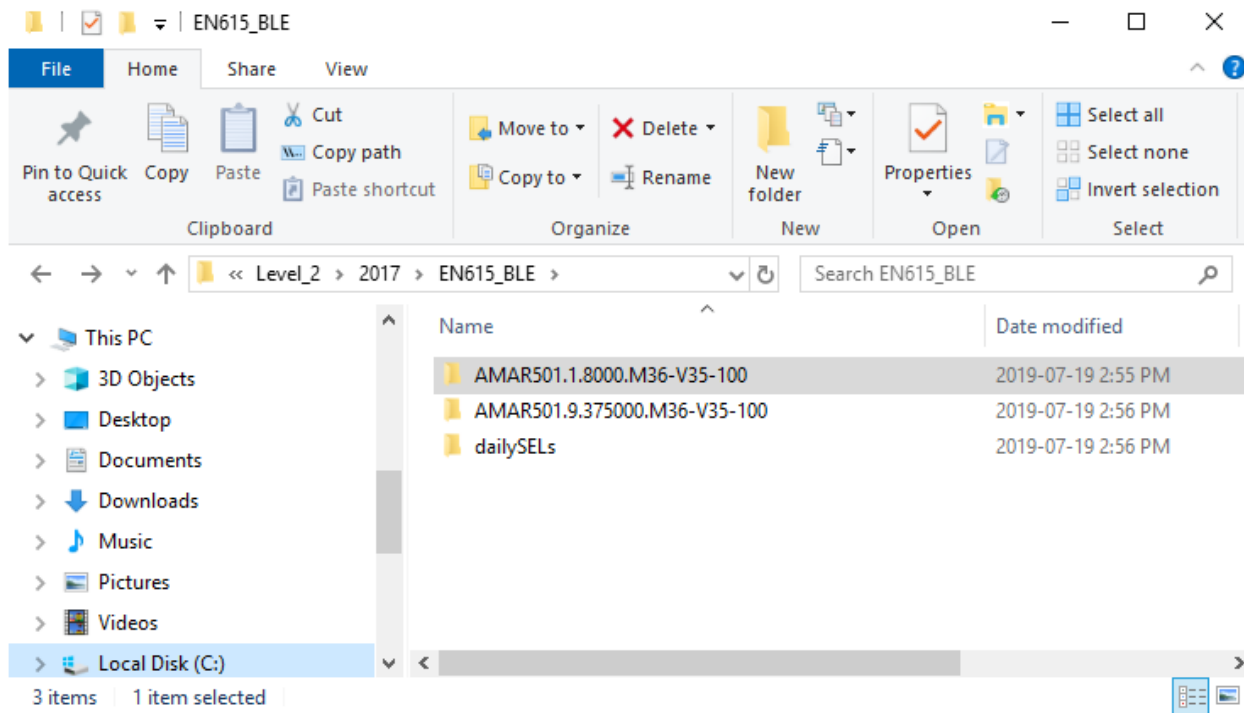 EN615_BLE
File Home Share View
Pin to Quick access
Copy
Paste
Cut
Copy path
Paste shortcut
Clipboard
Move to
Copy to
Delete
Rename
Organize
New folder
New
Properties
Open
Select all
Select none
Invert selection
Select
« Level_2 > 2017 > EN615_BLE >
Search EN615_BLE
This PC
3D Objects
Desktop
Documents
Downloads
Music
Pictures
Videos
Local Disk (C:)
Name Date modified
AMAR501.1.8000.M36-V35-100 2019-07-19 2:55 PM
AMAR501.9.375000.M36-V35-100 2019-07-19 2:56 PM
dailySELs 2019-07-19 2:56 PM
3 items 1 item selected